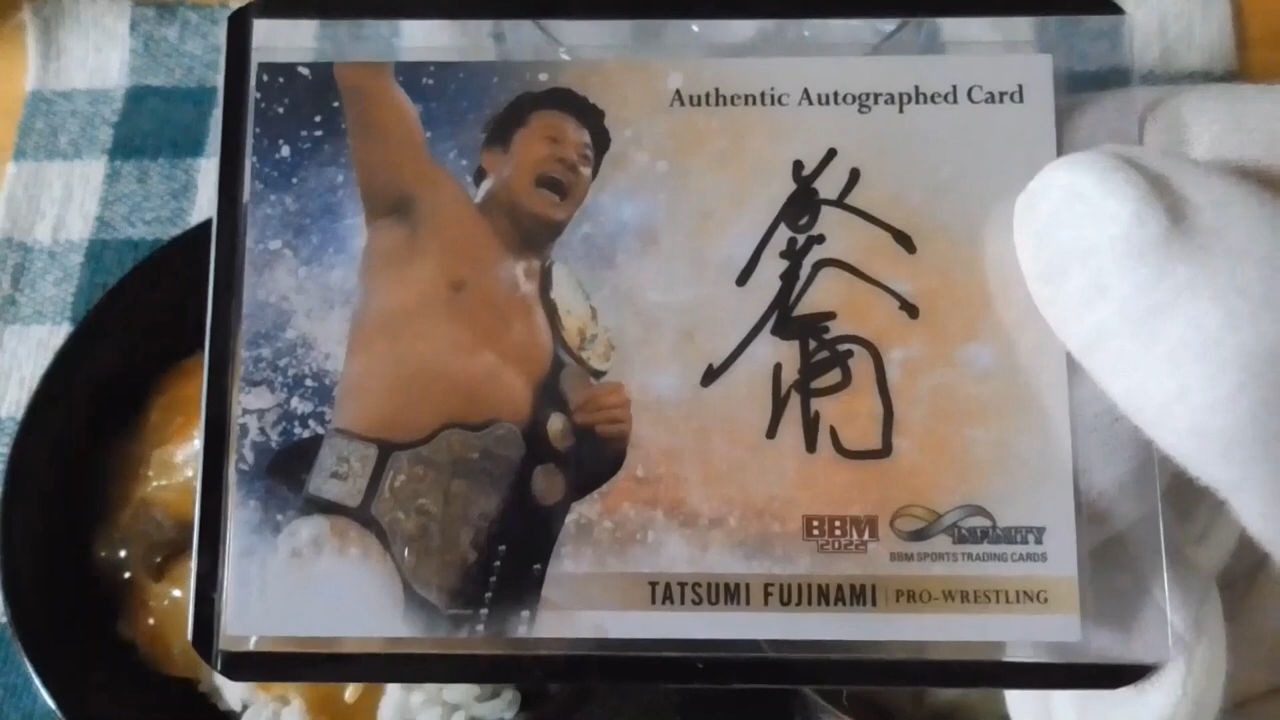 Authentic Autographed Card
BBM
2022
INFINITY
BBM SPORTS TRADING CARDS
TATSUMI FUJINAMI | PRO-WRESTLING